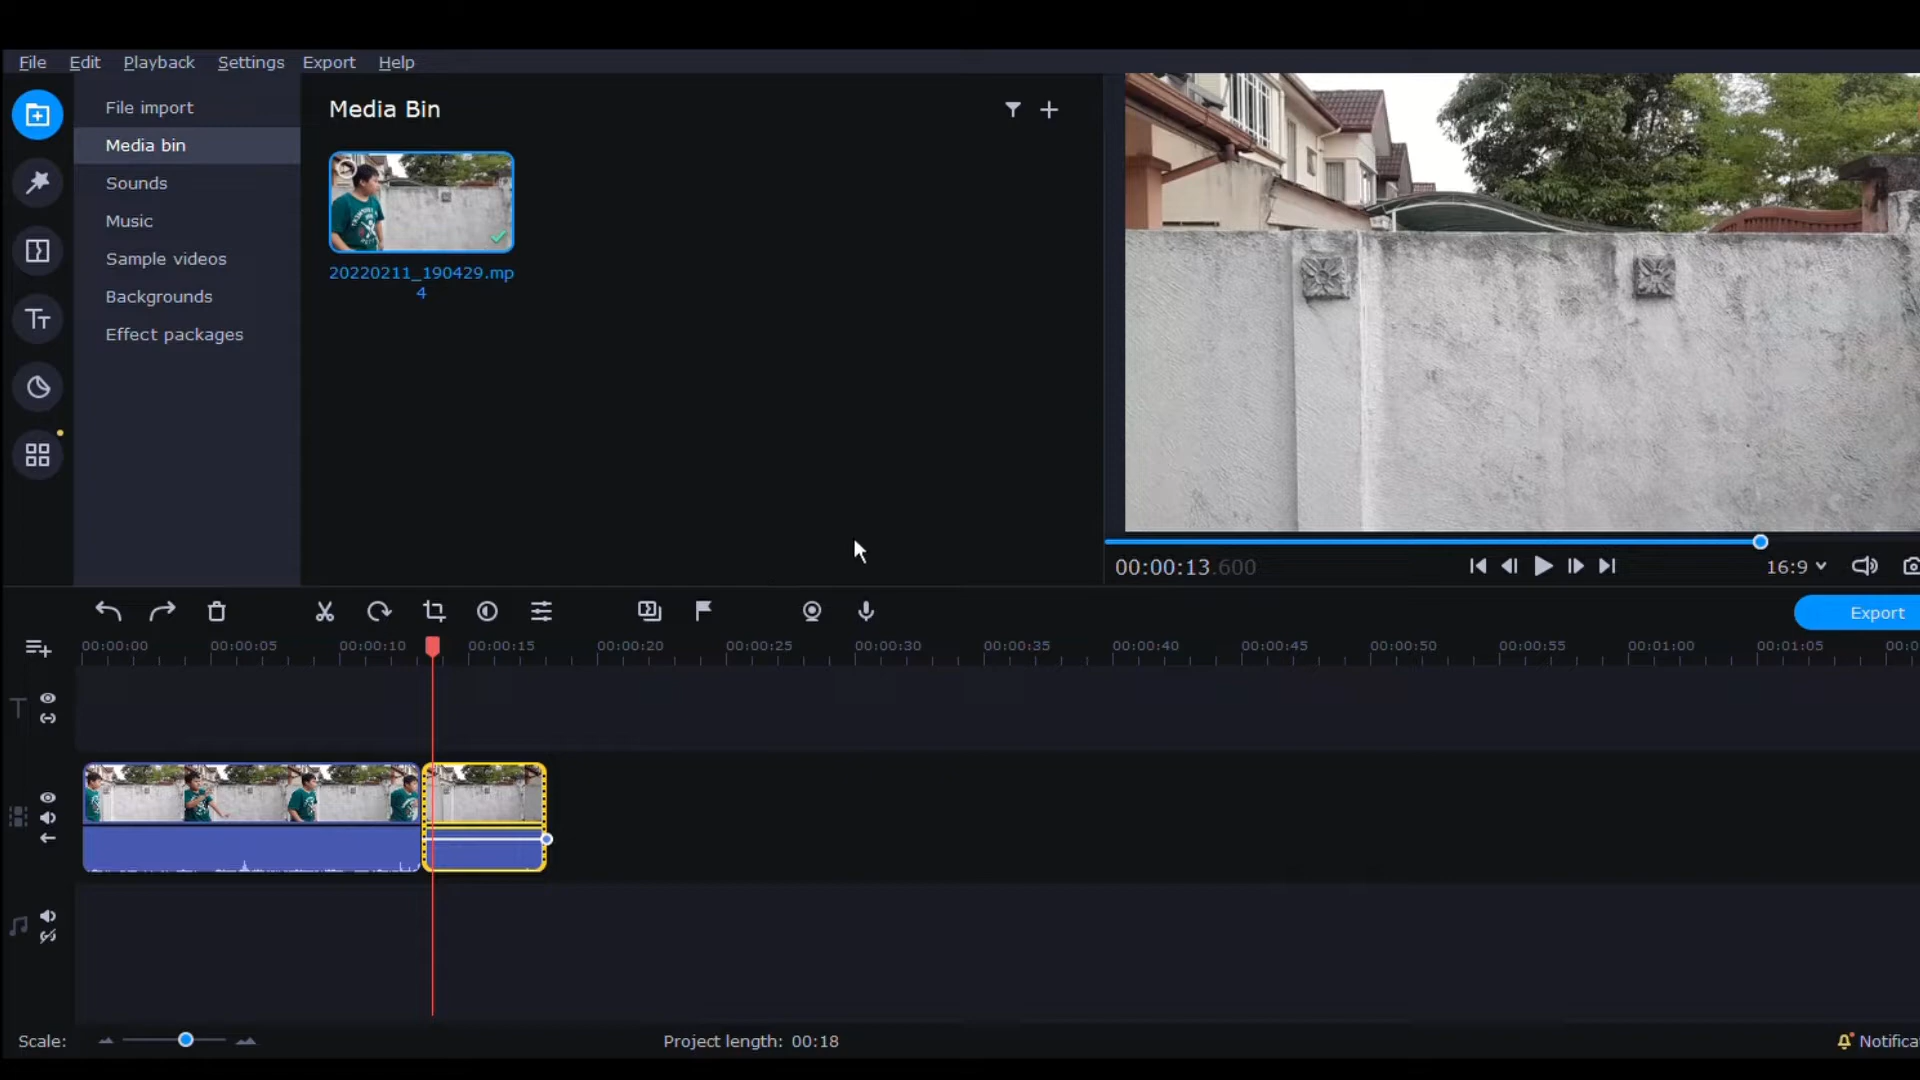 File Edit Playback Settings Export Help
File import
Media bin
Sounds
Music
Sample videos
Backgrounds
Effect packages
Media Bin
20220211_190429.mp
4
00:00:13.600
16:9
Export
00:00:00 00:00:05 00:00:10 00:00:15 00:00:20 00:00:25 00:00:30 00:00:35 00:00:40 00:00:45 00:00:50 00:00:55 00:01:00 00:01:05 00:0
Scale:
Project length: 00:18
Notifica